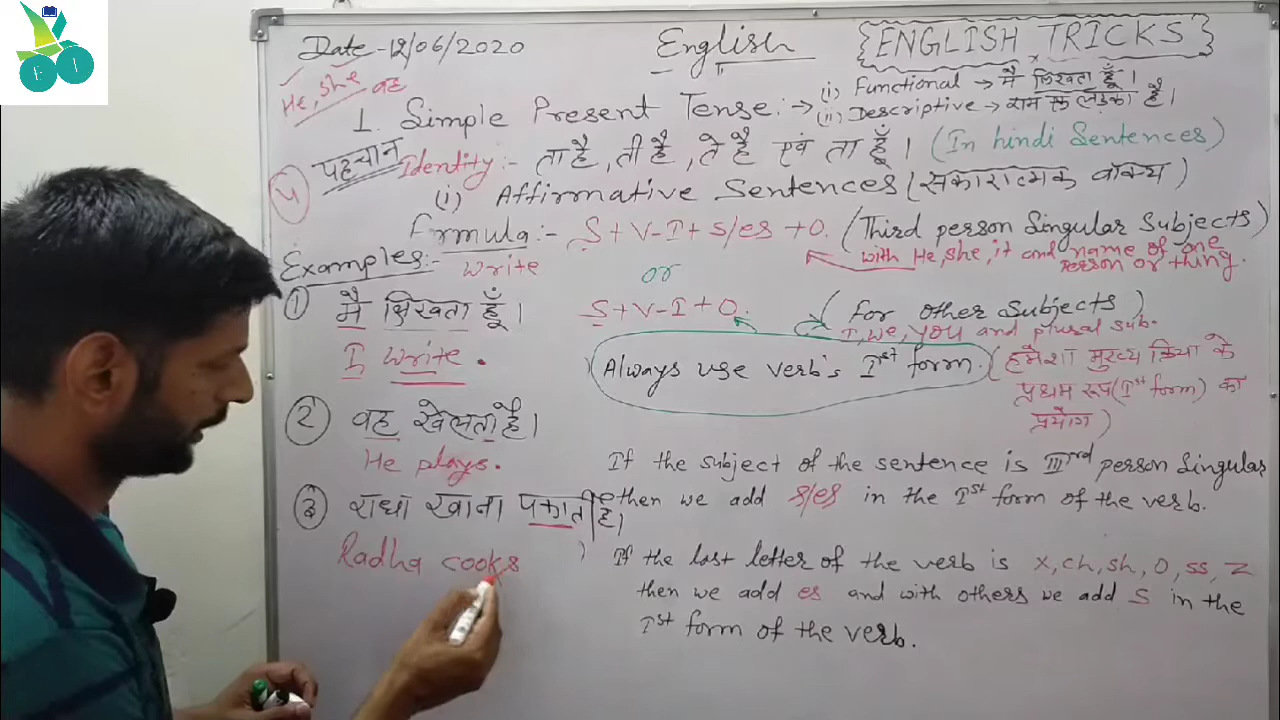 EI
Date-12/06/2020
English
{ENGLISH TRICKS}
He, she वह
1. Simple Present Tense:→ (i) Functional → मैं लिखता हूँ।
(ii) Descriptive → राम एक लड़का है।
पहचान Identity:- ता है, ती है, ते है एवं ता हूँ। (In hindi Sentences)
(i) Affirmative Sentences (सकारात्मक वाक्य)
Formula:- S+V-I+s/es+O. (Third person Singular Subjects)
with He, she, it and name of one person or thing.
or
Examples:- write
S+V-I+O. (For other Subjects)
I, we, you and plural sub.
① मै लिखता हूँ।
I write.
Always use verb's Ist form. (हमेशा मुख्य क्रिया के
प्रथम रूप (Ist form) का
प्रयोग)
② वह खेलता है।
He plays.
If the subject of the sentence is IIIrd person Singular
then we add s/es in the Ist form of the verb.
③ राधा खाना पकाती है।
Radha cooks
If the last letter of the verb is x, ch, sh, O, ss, z
then we add es and with others we add s in the
Ist form of the verb.